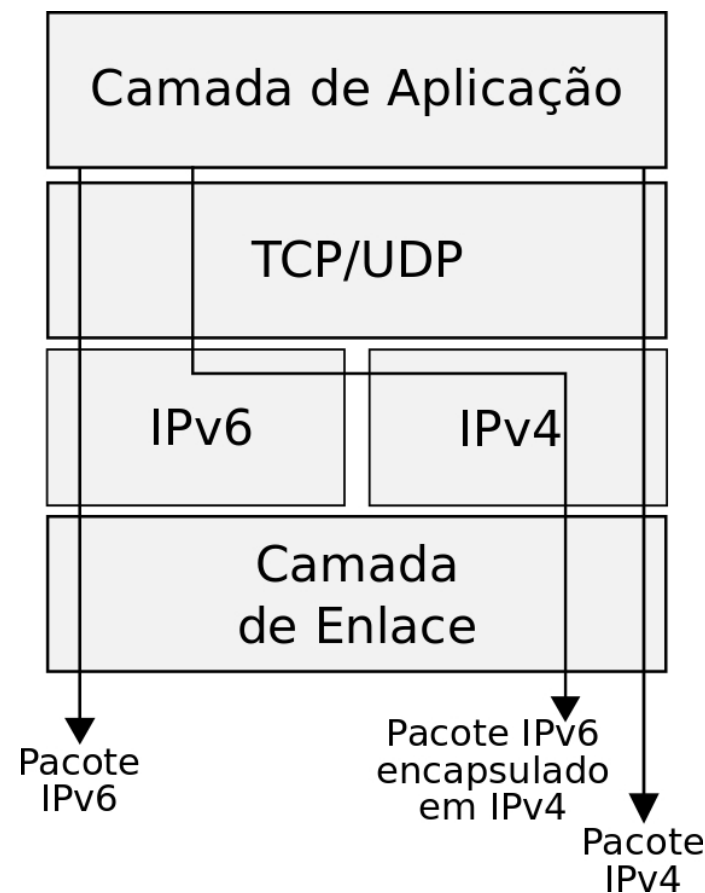 Camada de Aplicação
TCP/UDP
IPv6
IPv4
Camada
de Enlace
Pacote
IPv6
Pacote IPv6
encapsulado
em IPv4
Pacote
IPv4